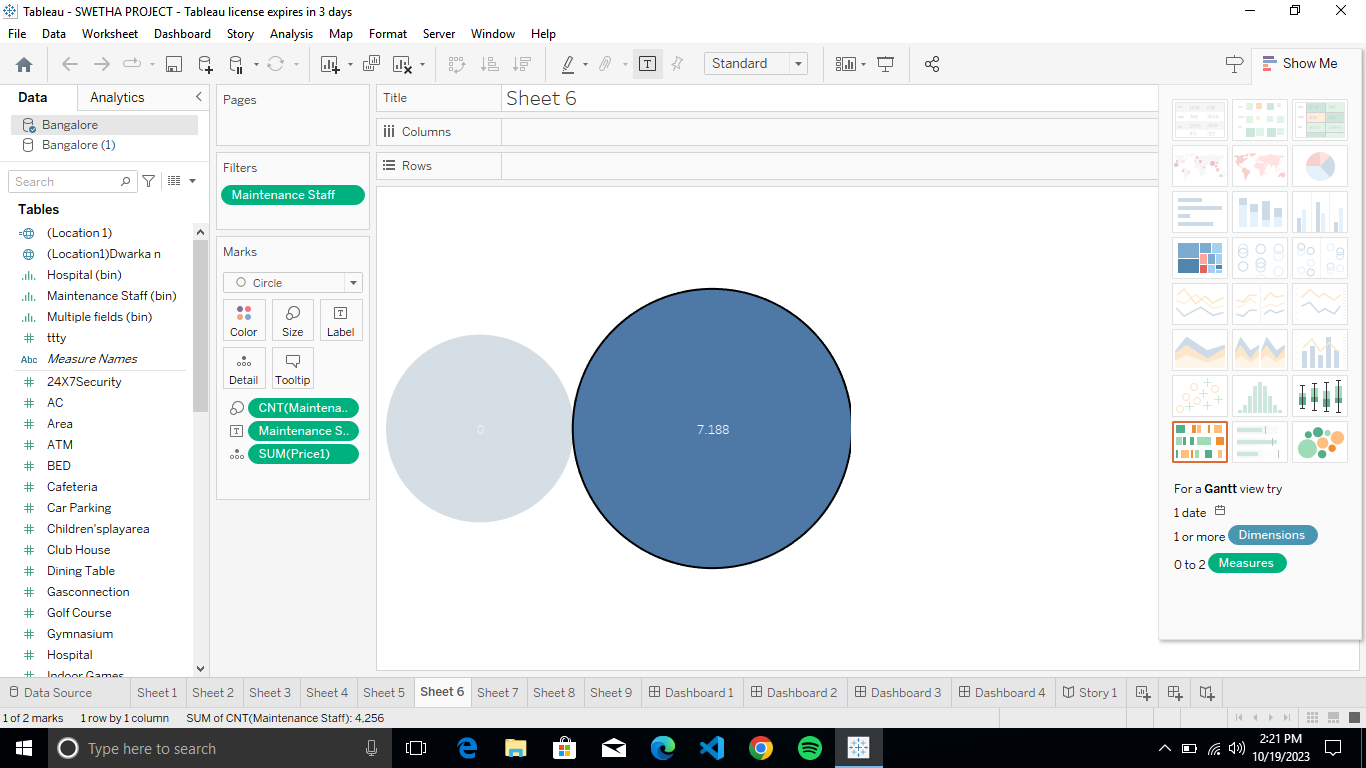 Tableau - SWETHA PROJECT - Tableau license expires in 3 days
File Data Worksheet Dashboard Story Analysis Map Format Server Window Help
Standard
Show Me
Data Analytics
Bangalore
Bangalore (1)
Search
Tables
(Location 1)
(Location1)Dwarka n
Hospital (bin)
Maintenance Staff (bin)
Multiple fields (bin)
ttty
Abc Measure Names
24X7Security
AC
Area
ATM
BED
Cafeteria
Car Parking
Children'splayarea
Club House
Dining Table
Gasconnection
Golf Course
Gymnasium
Hospital
Indoor Games
Pages
Filters
Maintenance Staff
Marks
Circle
Color Size Label
Detail Tooltip
CNT(Maintena..
Maintenance S..
SUM(Price1)
Title Sheet 6
Columns
Rows
0
7.188
For a Gantt view try
1 date
1 or more Dimensions
0 to 2 Measures
Data Source Sheet 1 Sheet 2 Sheet 3 Sheet 4 Sheet 5 Sheet 6 Sheet 7 Sheet 8 Sheet 9 Dashboard 1 Dashboard 2 Dashboard 3 Dashboard 4 Story 1
1 of 2 marks 1 row by 1 column SUM of CNT(Maintenance Staff): 4,256
Type here to search
2:21 PM
10/19/2023